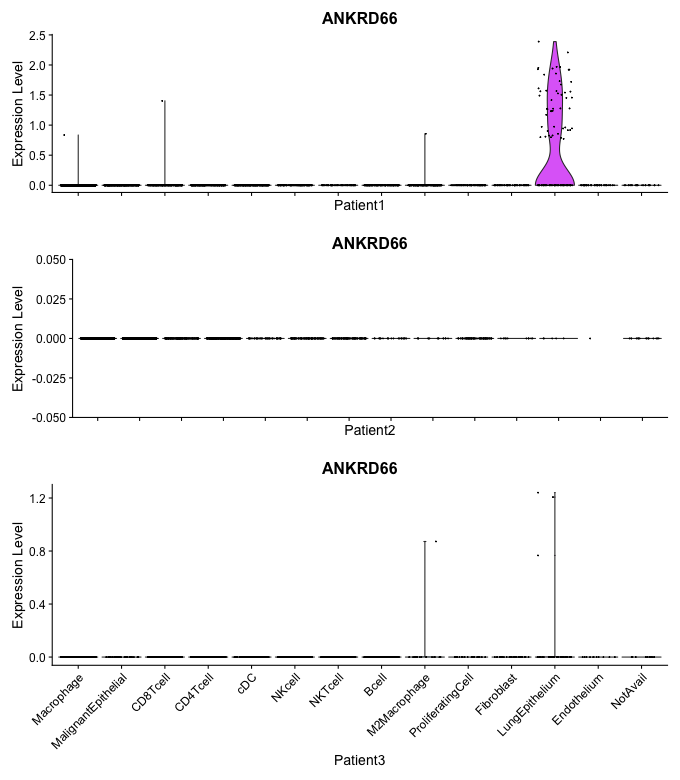 ANKRD66
Expression Level
2.5
2.0
1.5
1.0
0.5
0.0
Patient1
ANKRD66
Expression Level
0.050
0.025
0.000
-0.025
-0.050
Patient2
ANKRD66
Expression Level
1.2
0.8
0.4
0.0
Macrophage
MalignantEpithelial
CD8Tcell
CD4Tcell
cDC
NKcell
NKTcell
Bcell
M2Macrophage
ProliferatingCell
Fibroblast
LungEpithelium
Endothelium
NotAvail
Patient3